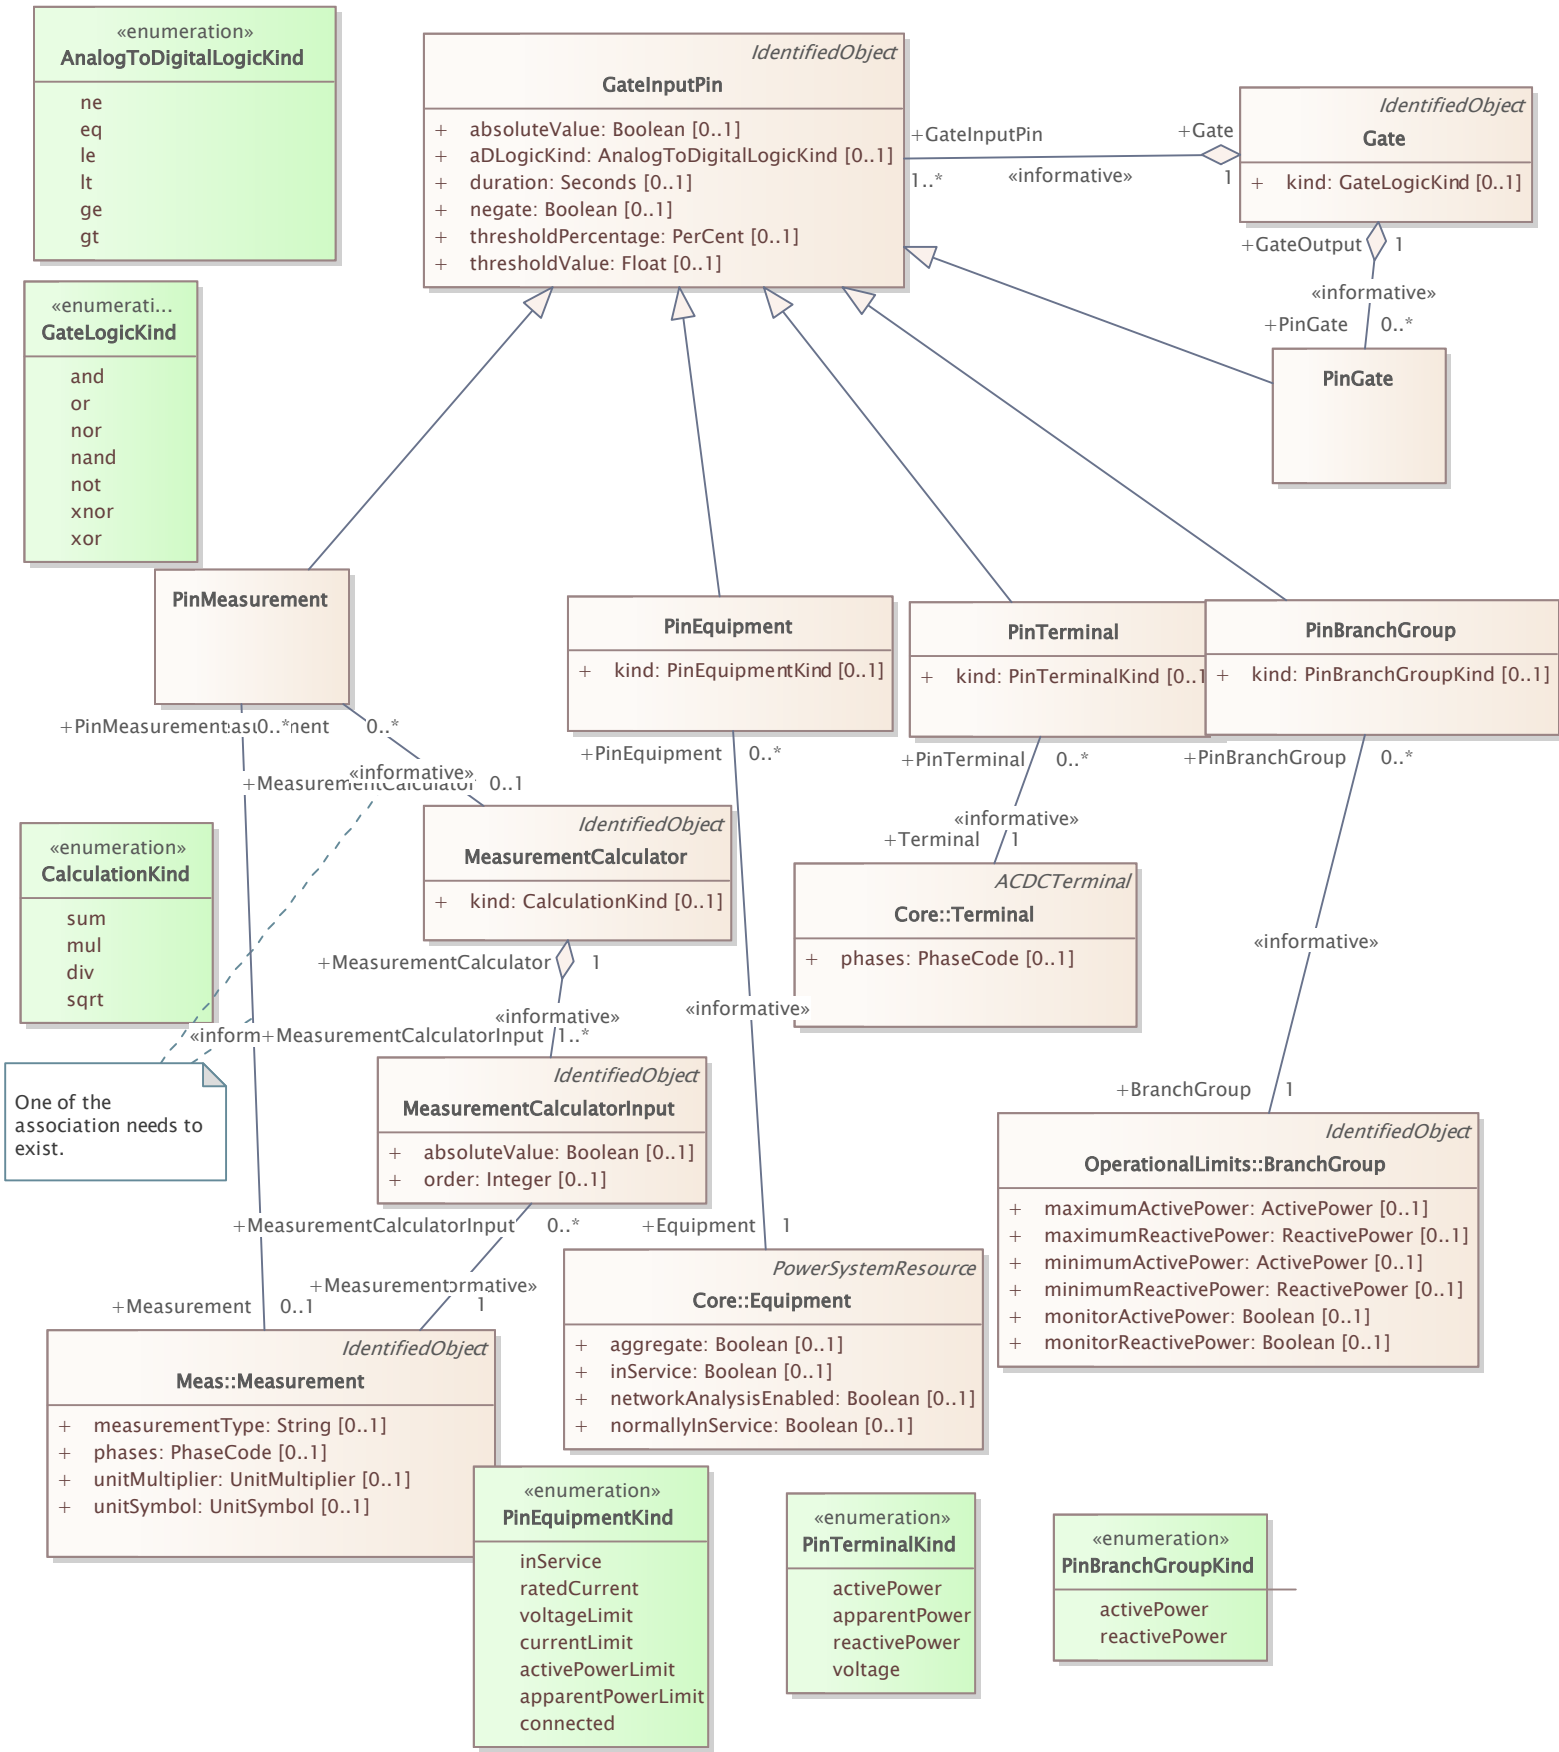 «enumeration»
AnalogToDigitalLogicKind
ne
eq
le
lt
ge
gt
IdentifiedObject
GateInputPin
+ absoluteValue: Boolean [0..1]
+ aDLogicKind: AnalogToDigitalLogicKind [0..1]
+ duration: Seconds [0..1]
+ negate: Boolean [0..1]
+ thresholdPercentage: PerCent [0..1]
+ thresholdValue: Float [0..1]
+GateInputPin
1..*
«informative»
+Gate
1
IdentifiedObject
Gate
+ kind: GateLogicKind [0..1]
+GateOutput
1
«informative»
+PinGate
0..*
PinGate
«enumerati...
GateLogicKind
and
or
nor
nand
not
xnor
xor
PinMeasurement
PinEquipment
+ kind: PinEquipmentKind [0..1]
PinTerminal
+ kind: PinTerminalKind [0..1
PinBranchGroup
+ kind: PinBranchGroupKind [0..1]
+PinMeasurement
0..*
0..*
«informative»
+MeasurementCalculator
0..1
+PinEquipment
0..*
+PinTerminal
0..*
+PinBranchGroup
0..*
«enumeration»
CalculationKind
sum
mul
div
sqrt
IdentifiedObject
MeasurementCalculator
+ kind: CalculationKind [0..1]
+MeasurementCalculator
1
«informative»
«inform
+MeasurementCalculatorInput
1..*
«informative»
+Terminal
1
ACDCTerminal
Core::Terminal
+ phases: PhaseCode [0..1]
«informative»
«informative»
One of the
association needs to
exist.
IdentifiedObject
MeasurementCalculatorInput
+ absoluteValue: Boolean [0..1]
+ order: Integer [0..1]
+MeasurementCalculatorInput
0..*
+Measurement
ormative»
1
+Measurement
0..1
+Equipment
1
+BranchGroup
1
IdentifiedObject
OperationalLimits::BranchGroup
+ maximumActivePower: ActivePower [0..1]
+ maximumReactivePower: ReactivePower [0..1]
+ minimumActivePower: ActivePower [0..1]
+ minimumReactivePower: ReactivePower [0..1]
+ monitorActivePower: Boolean [0..1]
+ monitorReactivePower: Boolean [0..1]
PowerSystemResource
Core::Equipment
+ aggregate: Boolean [0..1]
+ inService: Boolean [0..1]
+ networkAnalysisEnabled: Boolean [0..1]
+ normallyInService: Boolean [0..1]
IdentifiedObject
Meas::Measurement
+ measurementType: String [0..1]
+ phases: PhaseCode [0..1]
+ unitMultiplier: UnitMultiplier [0..1]
+ unitSymbol: UnitSymbol [0..1]
«enumeration»
PinEquipmentKind
inService
ratedCurrent
voltageLimit
currentLimit
activePowerLimit
apparentPowerLimit
connected
«enumeration»
PinTerminalKind
activePower
apparentPower
reactivePower
voltage
«enumeration»
PinBranchGroupKind
activePower
reactivePower